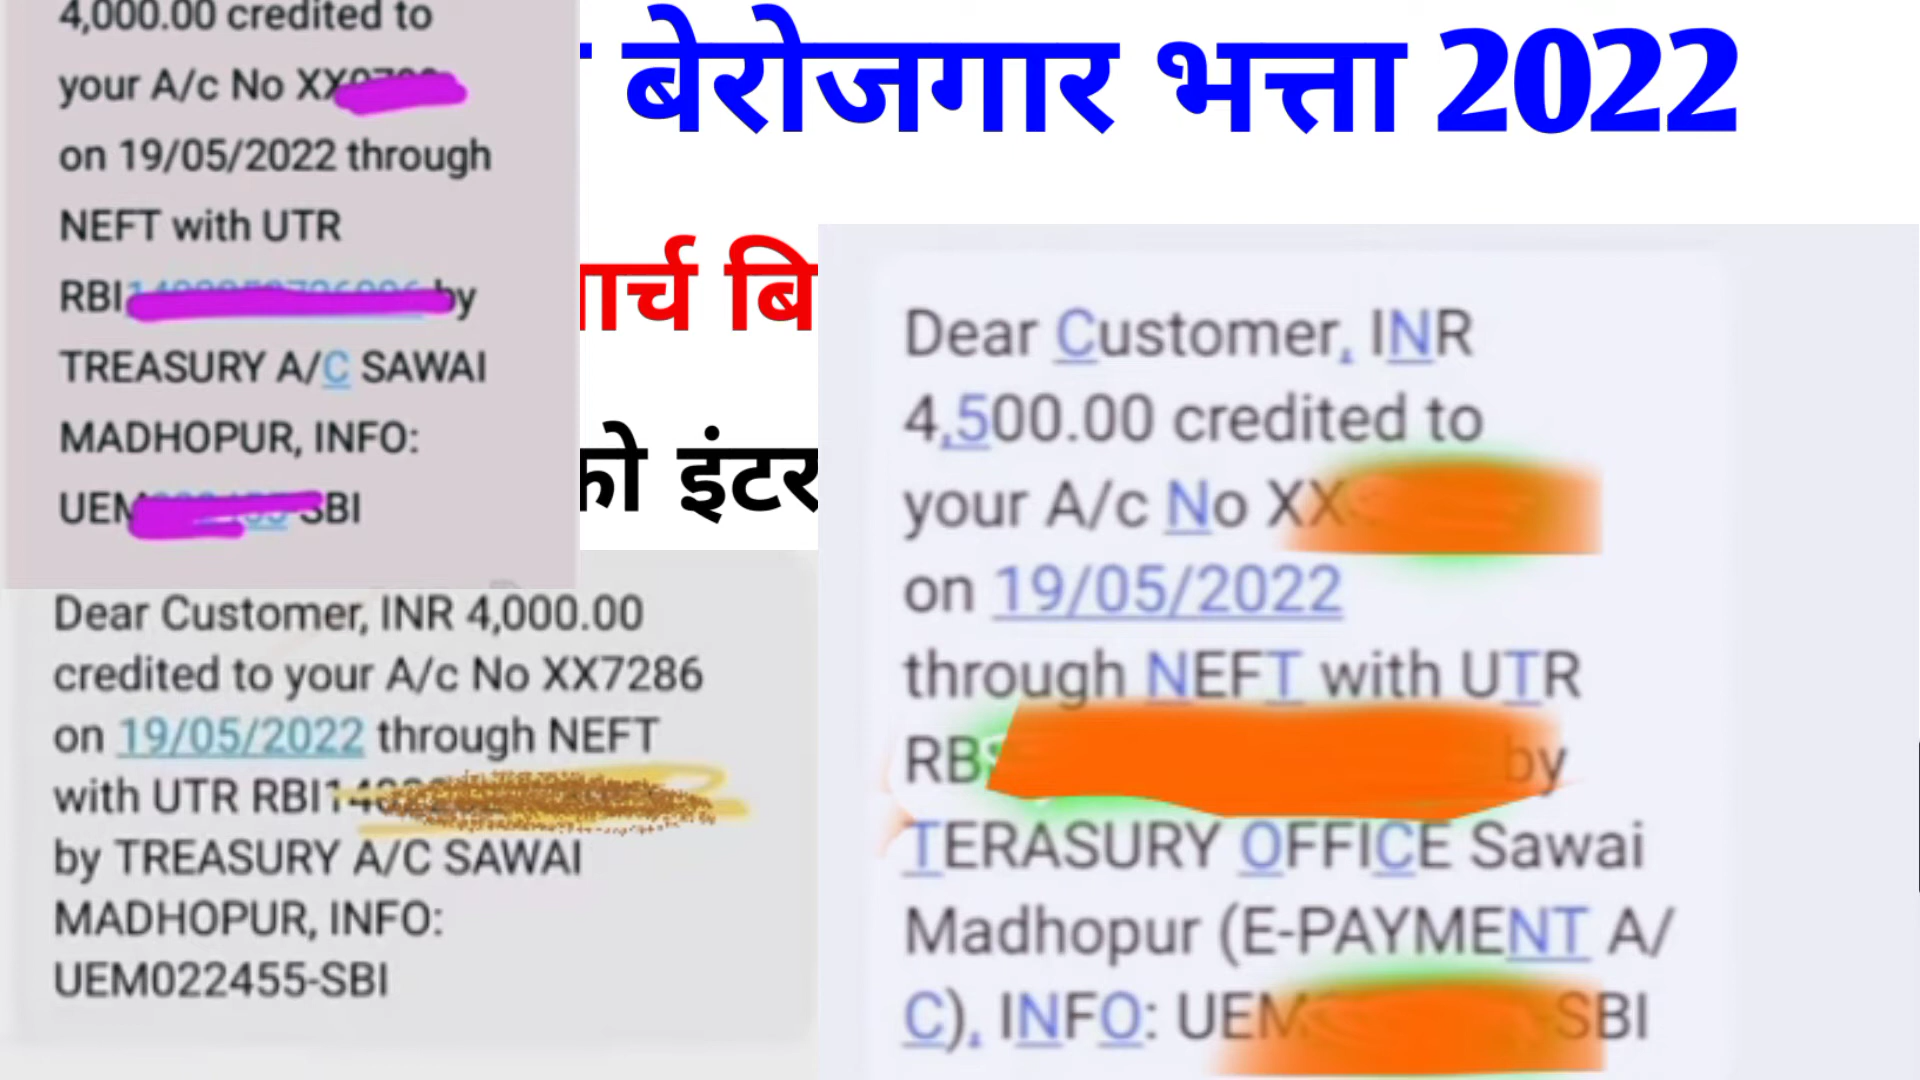 4,000.00 credited to
your A/c No XX
on 19/05/2022 through
NEFT with UTR
RBI by
TREASURY A/C SAWAI
MADHOPUR, INFO:
UEM SBI
बेरोजगार भत्ता 2022
मार्च
को
Dear Customer, INR 4,000.00
credited to your A/c No XX7286
on 19/05/2022 through NEFT
with UTR RBI
by TREASURY A/C SAWAI
MADHOPUR, INFO:
UEM022455-SBI
Dear Customer, INR
4,500.00 credited to
your A/c No XX
on 19/05/2022
through NEFT with UTR
by
TERASURY OFFICE Sawai
Madhopur (E-PAYMENT A/
C), INFO: UEM SBI